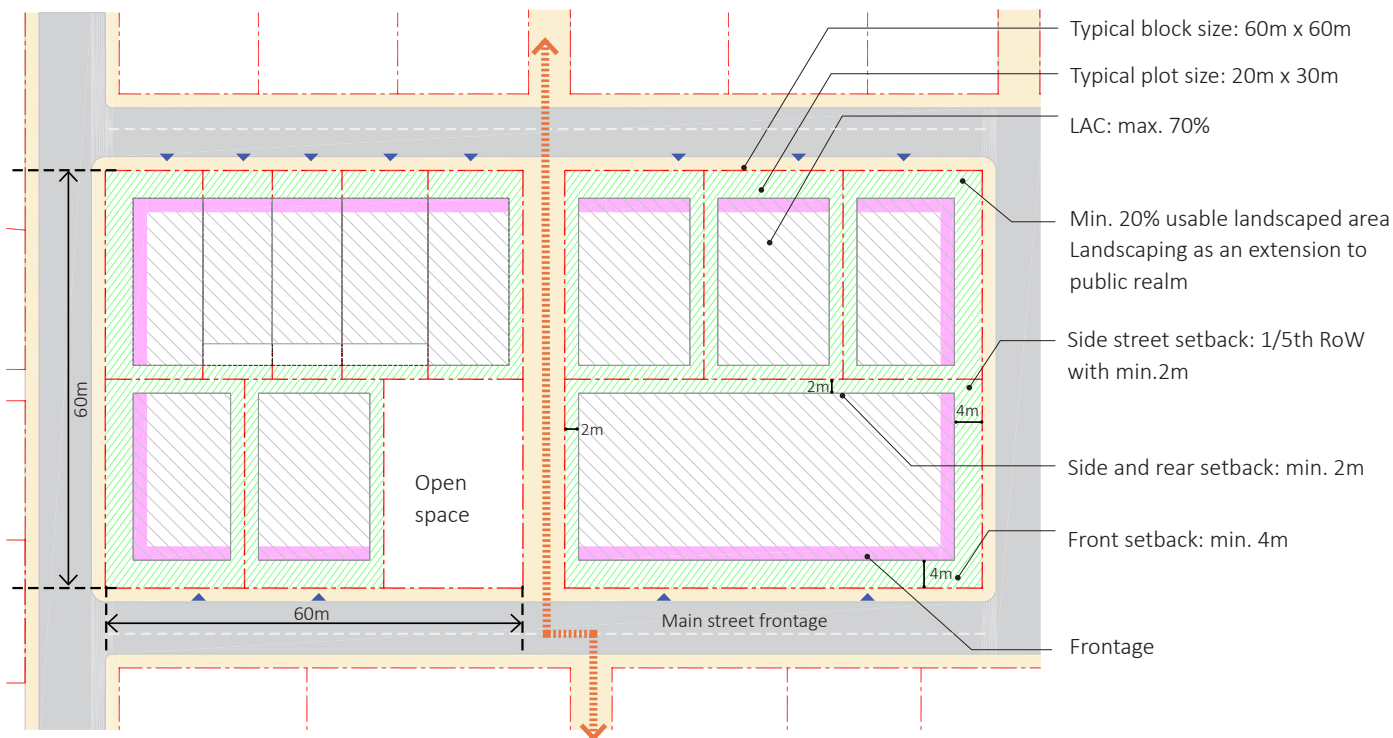 Typical block size: 60m x 60m
Typical plot size: 20m x 30m
LAC: max. 70%
Min. 20% usable landscaped area
Landscaping as an extension to
public realm
Side street setback: 1/5th RoW
with min.2m
2m
60m
4m
2m
Side and rear setback: min. 2m
Open
space
Front setback: min. 4m
4m
60m
Main street frontage
Frontage